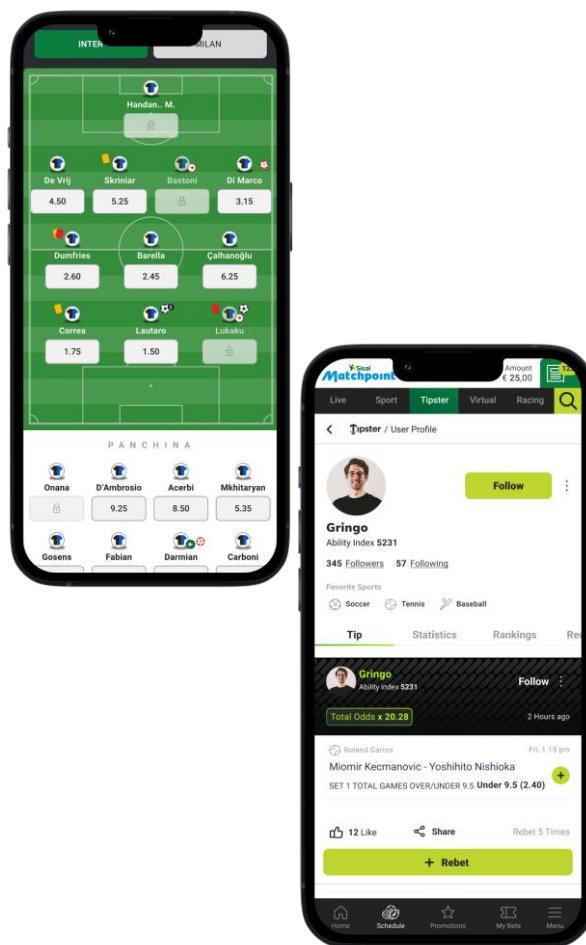 INTER MILAN
Handan.. M.
De Vrij Skriniar Bastoni Di Marco
4.50 5.25 3.15
Dumfries Barella Çalhanoğlu
2.60 2.45 6.25
Correa Lautaro Lukaku
1.75 1.50
PANCHINA
Onana D'Ambrosio Acerbi Mkhitaryan
9.25 8.50 5.35
Gosens Fabian Darmian Carboni
Sisal
Matchpoint
Amount
€ 25,00
Live Sport Tipster Virtual Racing
Tipster / User Profile
Follow
Gringo
Ability Index 5231
345 Followers 57 Following
Favorite Sports
Soccer Tennis Baseball
Tip Statistics Rankings Re
Gringo
Ability index 5231
Follow
Total Odds x 20.28 2 Hours ago
Roland Garros Fri, 1.15 pm
Miomir Kecmanovic - Yoshihito Nishioka
SET 1 TOTAL GAMES OVER/UNDER 9.5 Under 9.5 (2.40)
12 Like Share Rebet 5 Times
+ Rebet
Home Schedule Promotions My Bets Menu